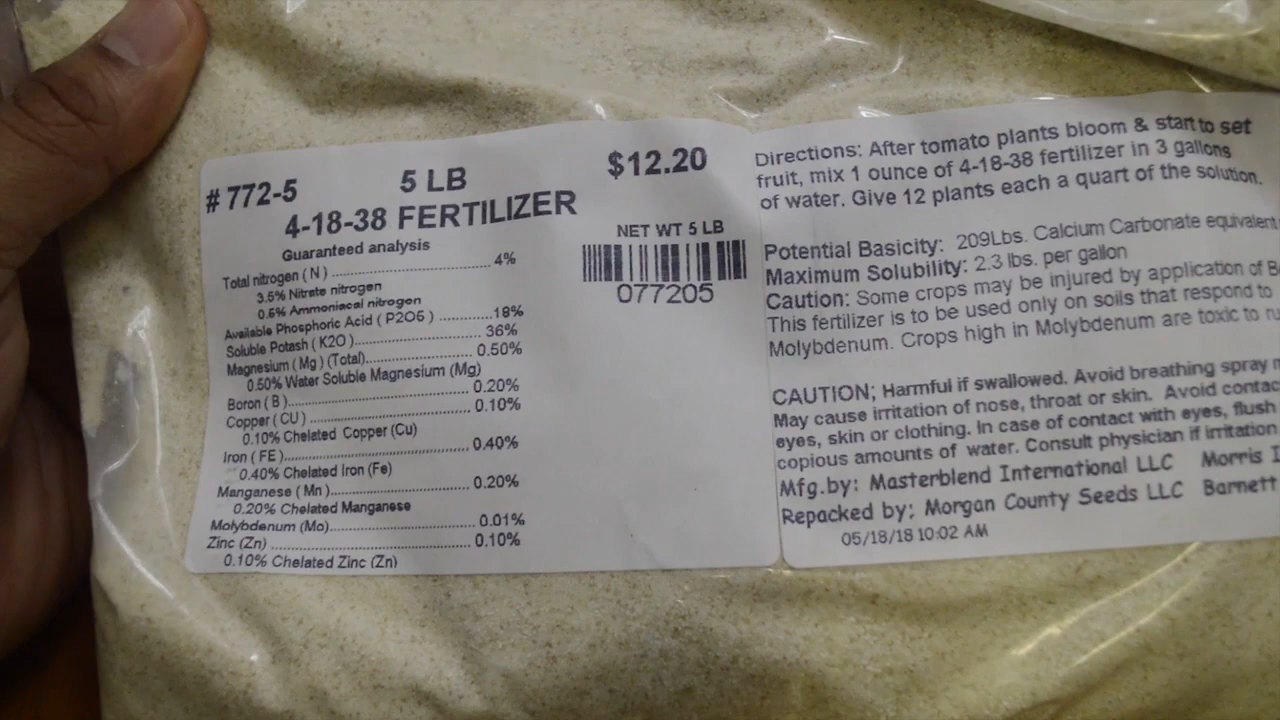 # 772-5 5 LB $12.20
4-18-38 FERTILIZER
NET WT 5 LB
077205
Guaranteed analysis
Total nitrogen ( N ) ........................................ 4%
3.5% Nitrate nitrogen
0.5% Ammoniacal nitrogen
Available Phosphoric Acid ( P2O5 ) ............18%
Soluble Potash ( K2O )............................... 36%
Magnesium ( Mg ) (Total)........................... 0.50%
0.50% Water Soluble Magnesium (Mg)
Boron ( B ).............................................. 0.20%
Copper ( CU ) ......................................... 0.10%
0.10% Chelated Copper (Cu)
Iron ( FE ).............................................. 0.40%
0.40% Chelated Iron (Fe)
Manganese ( Mn )................................... 0.20%
0.20% Chelated Manganese
Molybdenum (Mo)................................... 0.01%
Zinc (Zn) ................................................ 0.10%
0.10% Chelated Zinc (Zn)
Directions: After tomato plants bloom & start to set
fruit, mix 1 ounce of 4-18-38 fertilizer in 3 gallons
of water. Give 12 plants each a quart of the solution.
Potential Basicity: 209Lbs. Calcium Carbonate equivalent
Maximum Solubility: 2.3 lbs. per gallon
Caution: Some crops may be injured by application of
This fertilizer is to be used only on soils that respond to
Molybdenum. Crops high in Molybdenum are toxic to
CAUTION; Harmful if swallowed. Avoid breathing spray
May cause irritation of nose, throat or skin. Avoid
eyes, skin or clothing. In case of contact with eyes, flush
copious amounts of water. Consult physician if irritation
Mfg.by: Masterblend International LLC Morris
Repacked by: Morgan County Seeds LLC Barnett
05/18/18 10:02 AM